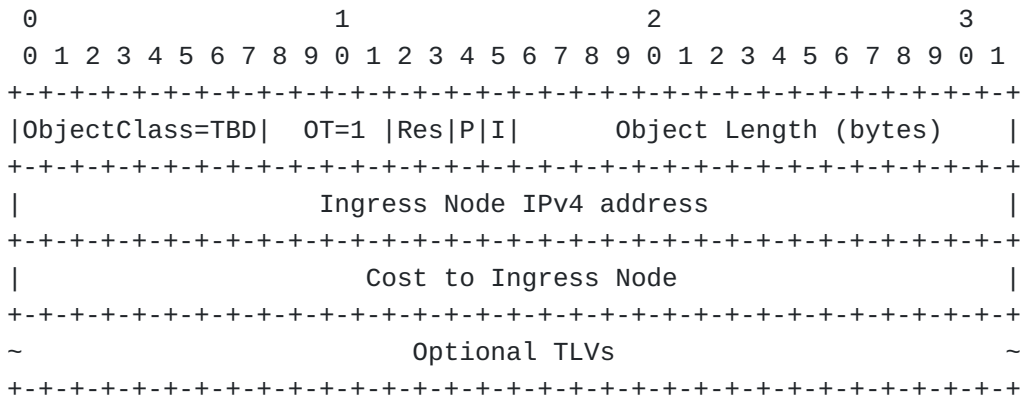 0                   1                   2                   3
 0 1 2 3 4 5 6 7 8 9 0 1 2 3 4 5 6 7 8 9 0 1 2 3 4 5 6 7 8 9 0 1
+-+-+-+-+-+-+-+-+-+-+-+-+-+-+-+-+-+-+-+-+-+-+-+-+-+-+-+-+-+-+-+-+
|ObjectClass=TBD|  OT=1 |Res|P|I|      Object Length (bytes)    |
+-+-+-+-+-+-+-+-+-+-+-+-+-+-+-+-+-+-+-+-+-+-+-+-+-+-+-+-+-+-+-+-+
|                   Ingress Node IPv4 address                   |
+-+-+-+-+-+-+-+-+-+-+-+-+-+-+-+-+-+-+-+-+-+-+-+-+-+-+-+-+-+-+-+-+
|                      Cost to Ingress Node                     |
+-+-+-+-+-+-+-+-+-+-+-+-+-+-+-+-+-+-+-+-+-+-+-+-+-+-+-+-+-+-+-+-+
~                         Optional TLVs                         ~
+-+-+-+-+-+-+-+-+-+-+-+-+-+-+-+-+-+-+-+-+-+-+-+-+-+-+-+-+-+-+-+-+